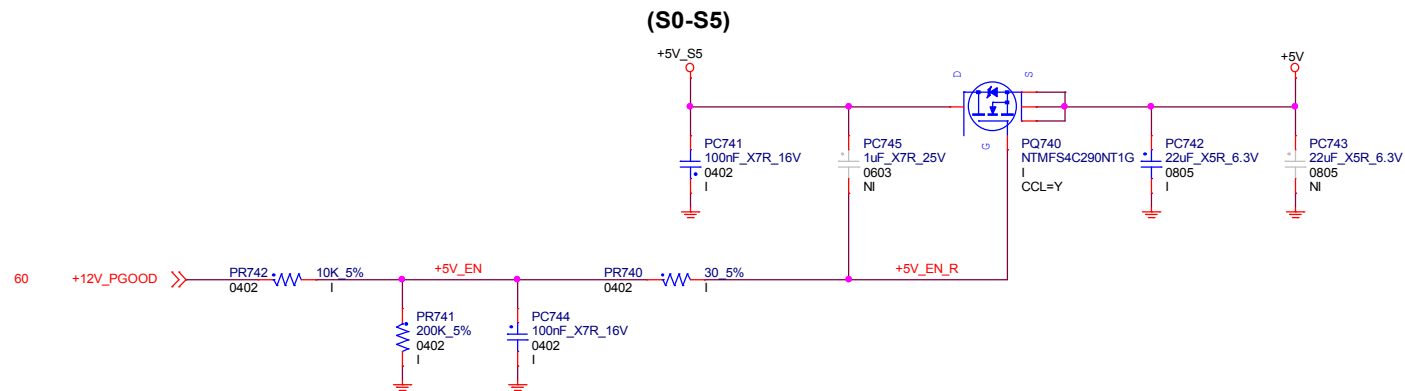 (S0-S5)
+5V_S5
+5V
D
S
G
PC741
100nF_X7R_16V
0402
I
PC745
1uF_X7R_25V
0603
NI
PQ740
NTMFS4C290NT1G
I
CCL=Y
PC742
22uF_X5R_6.3V
0805
I
PC743
22uF_X5R_6.3V
0805
NI
60
+12V_PGOOD
PR742
10K_5%
0402
I
+5V_EN
PR740
30_5%
0402
I
+5V_EN_R
PR741
200K_5%
0402
I
PC744
100nF_X7R_16V
0402
I